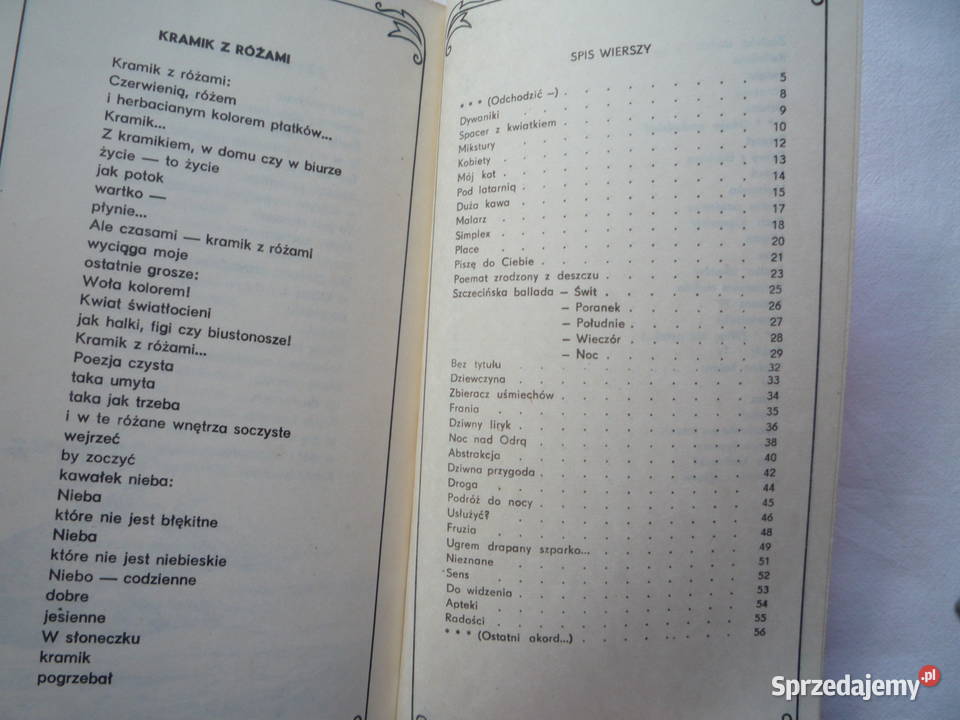 KRAMIK Z RÓŻAMI
Kramik z różami:
Czerwienią, różem
i herbacianym kolorem płatków...
Kramik...
Z kramikiem, w domu czy w biurze
życie — to życie
jak potok
wartko —
płynie...
Ale czasami — kramik z różami
wyciąga moje
ostatnie grosze:
Woła kolorem!
Kwiat światłocieni
jak halki, figi czy biustonosze!
Kramik z różami...
Poezja czysta
taka umyta
taka jak trzeba
i w te różane wnętrza soczyste
wejrzeć
by zoczyć
kawałek nieba:
Nieba
które nie jest błękitne
Nieba
które nie jest niebieskie
Niebo — codzienne
dobre
jesienne
W słoneczku
kramik
pogrzebał
SPIS WIERSZY
* * * (Odchodzić —) . . . . . . . . . 5
Dywaniki . . . . . . . . . 8
Spacer z kwiatkiem . . . . . . . . . 9
Mikstury . . . . . . . . . 10
Kobiety . . . . . . . . . 12
Mój kot . . . . . . . . . 13
Pod latarnią . . . . . . . . . 14
Duża kawa . . . . . . . . . 15
Malarz . . . . . . . . . 17
Simplex . . . . . . . . . 18
Place . . . . . . . . . 20
Piszę do Ciebie . . . . . . . . . 21
Poemat zrodzony z deszczu . . . . . . . 23
Szczecińska ballada – Świt . . . . . . . 25
– Poranek . . . . . . 26
– Południe . . . . . . 27
– Wieczór . . . . . . 28
– Noc . . . . . . 29
Bez tytułu . . . . . . . . . 32
Dziewczyna . . . . . . . . . 33
Zbieracz uśmiechów . . . . . . . . . 34
Frania . . . . . . . . . 35
Dziwny liryk . . . . . . . . . 36
Noc nad Odrą . . . . . . . . . 38
Abstrakcja . . . . . . . . . 40
Dziwna przygoda . . . . . . . . . 42
Droga . . . . . . . . . 44
Podróż do nocy . . . . . . . . . 45
Usłużyć? . . . . . . . . . 46
Fruzia . . . . . . . . . 48
Ugrem drapany szparko... . . . . . . . 49
Nieznane . . . . . . . . . 51
Sens . . . . . . . . . 52
Do widzenia . . . . . . . . . 53
Apteki . . . . . . . . . 54
Radości . . . . . . . . . 55
* * * (Ostatni akord...) . . . . . . . 56
Sprzedajemy.pl